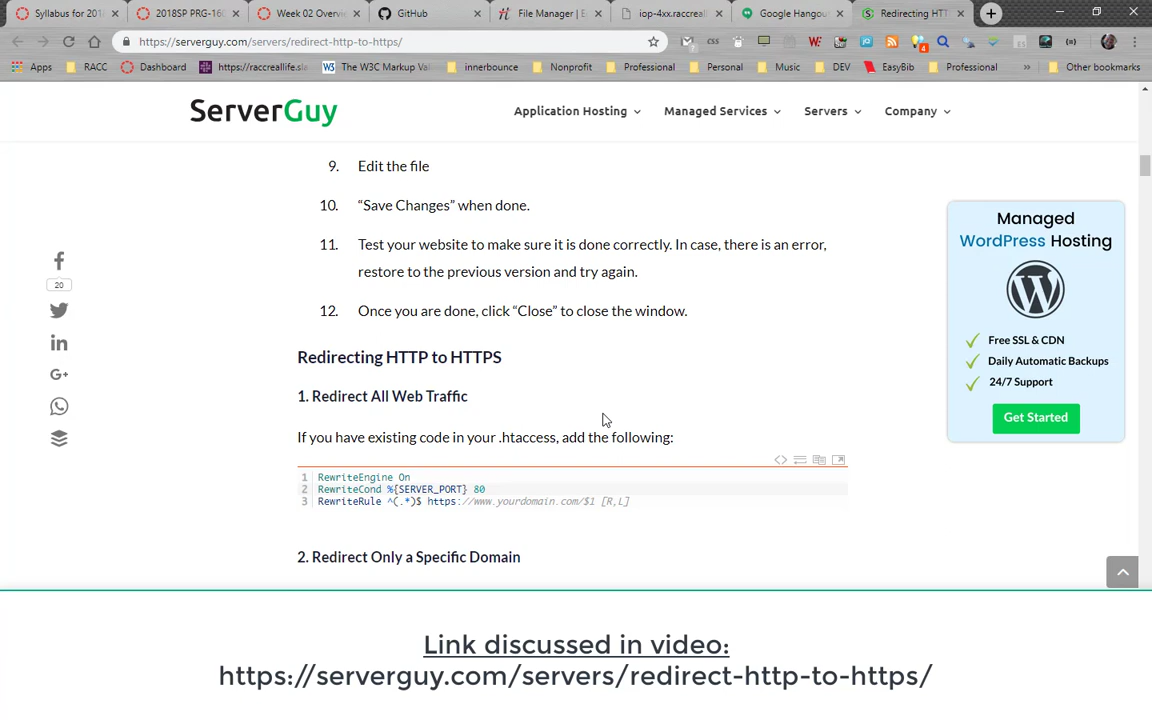 Syllabus for 201
2018SP PRG-16
Week 02 Overvi
GitHub
File Manager | E
iop-4xx.raccreall
Google Hangou
Redirecting HTT
https://serverguy.com/servers/redirect-http-to-https/
Apps
RACC
Dashboard
https://raccreallife.sl
The W3C Markup Val
innerbounce
Nonprofit
Professional
Personal
Music
DEV
EasyBib
Professional
»
Other bookmarks
ServerGuy
Application Hosting
Managed Services
Servers
Company
9. Edit the file
10. “Save Changes” when done.
11. Test your website to make sure it is done correctly. In case, there is an error,
restore to the previous version and try again.
12. Once you are done, click “Close” to close the window.
20
Managed
WordPress Hosting
Free SSL & CDN
Daily Automatic Backups
24/7 Support
Get Started
Redirecting HTTP to HTTPS
1. Redirect All Web Traffic
If you have existing code in your .htaccess, add the following:
1 RewriteEngine On
2 RewriteCond %{SERVER_PORT} 80
3 RewriteRule ^(.*)$ https://www.yourdomain.com/$1 [R,L]
2. Redirect Only a Specific Domain
Link discussed in video:
https://serverguy.com/servers/redirect-http-to-https/